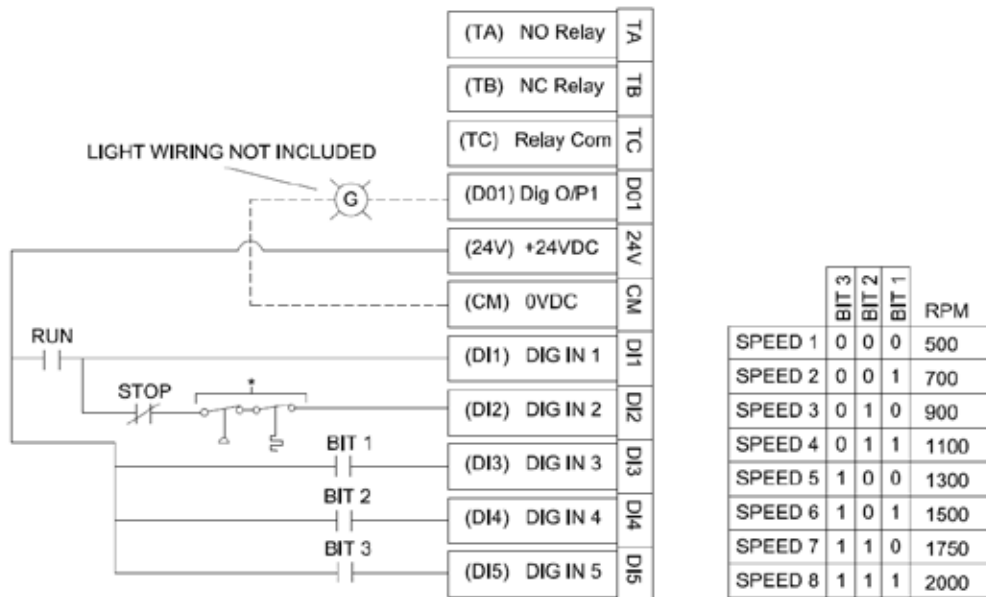 (TA) NO Relay TA
(TB) NC Relay TB
(TC) Relay Com TC
LIGHT WIRING NOT INCLUDED
G
(D01) Dig O/P1 D01
(24V) +24VDC 24V
(CM) 0VDC CM
RUN
(DI1) DIG IN 1 DI1
STOP
*
(DI2) DIG IN 2 DI2
BIT 1
(DI3) DIG IN 3 DI3
BIT 2
(DI4) DIG IN 4 DI4
BIT 3
(DI5) DIG IN 5 DI5
BIT 3 BIT 2 BIT 1 RPM
SPEED 1 0 0 0 500
SPEED 2 0 0 1 700
SPEED 3 0 1 0 900
SPEED 4 0 1 1 1100
SPEED 5 1 0 0 1300
SPEED 6 1 0 1 1500
SPEED 7 1 1 0 1750
SPEED 8 1 1 1 2000